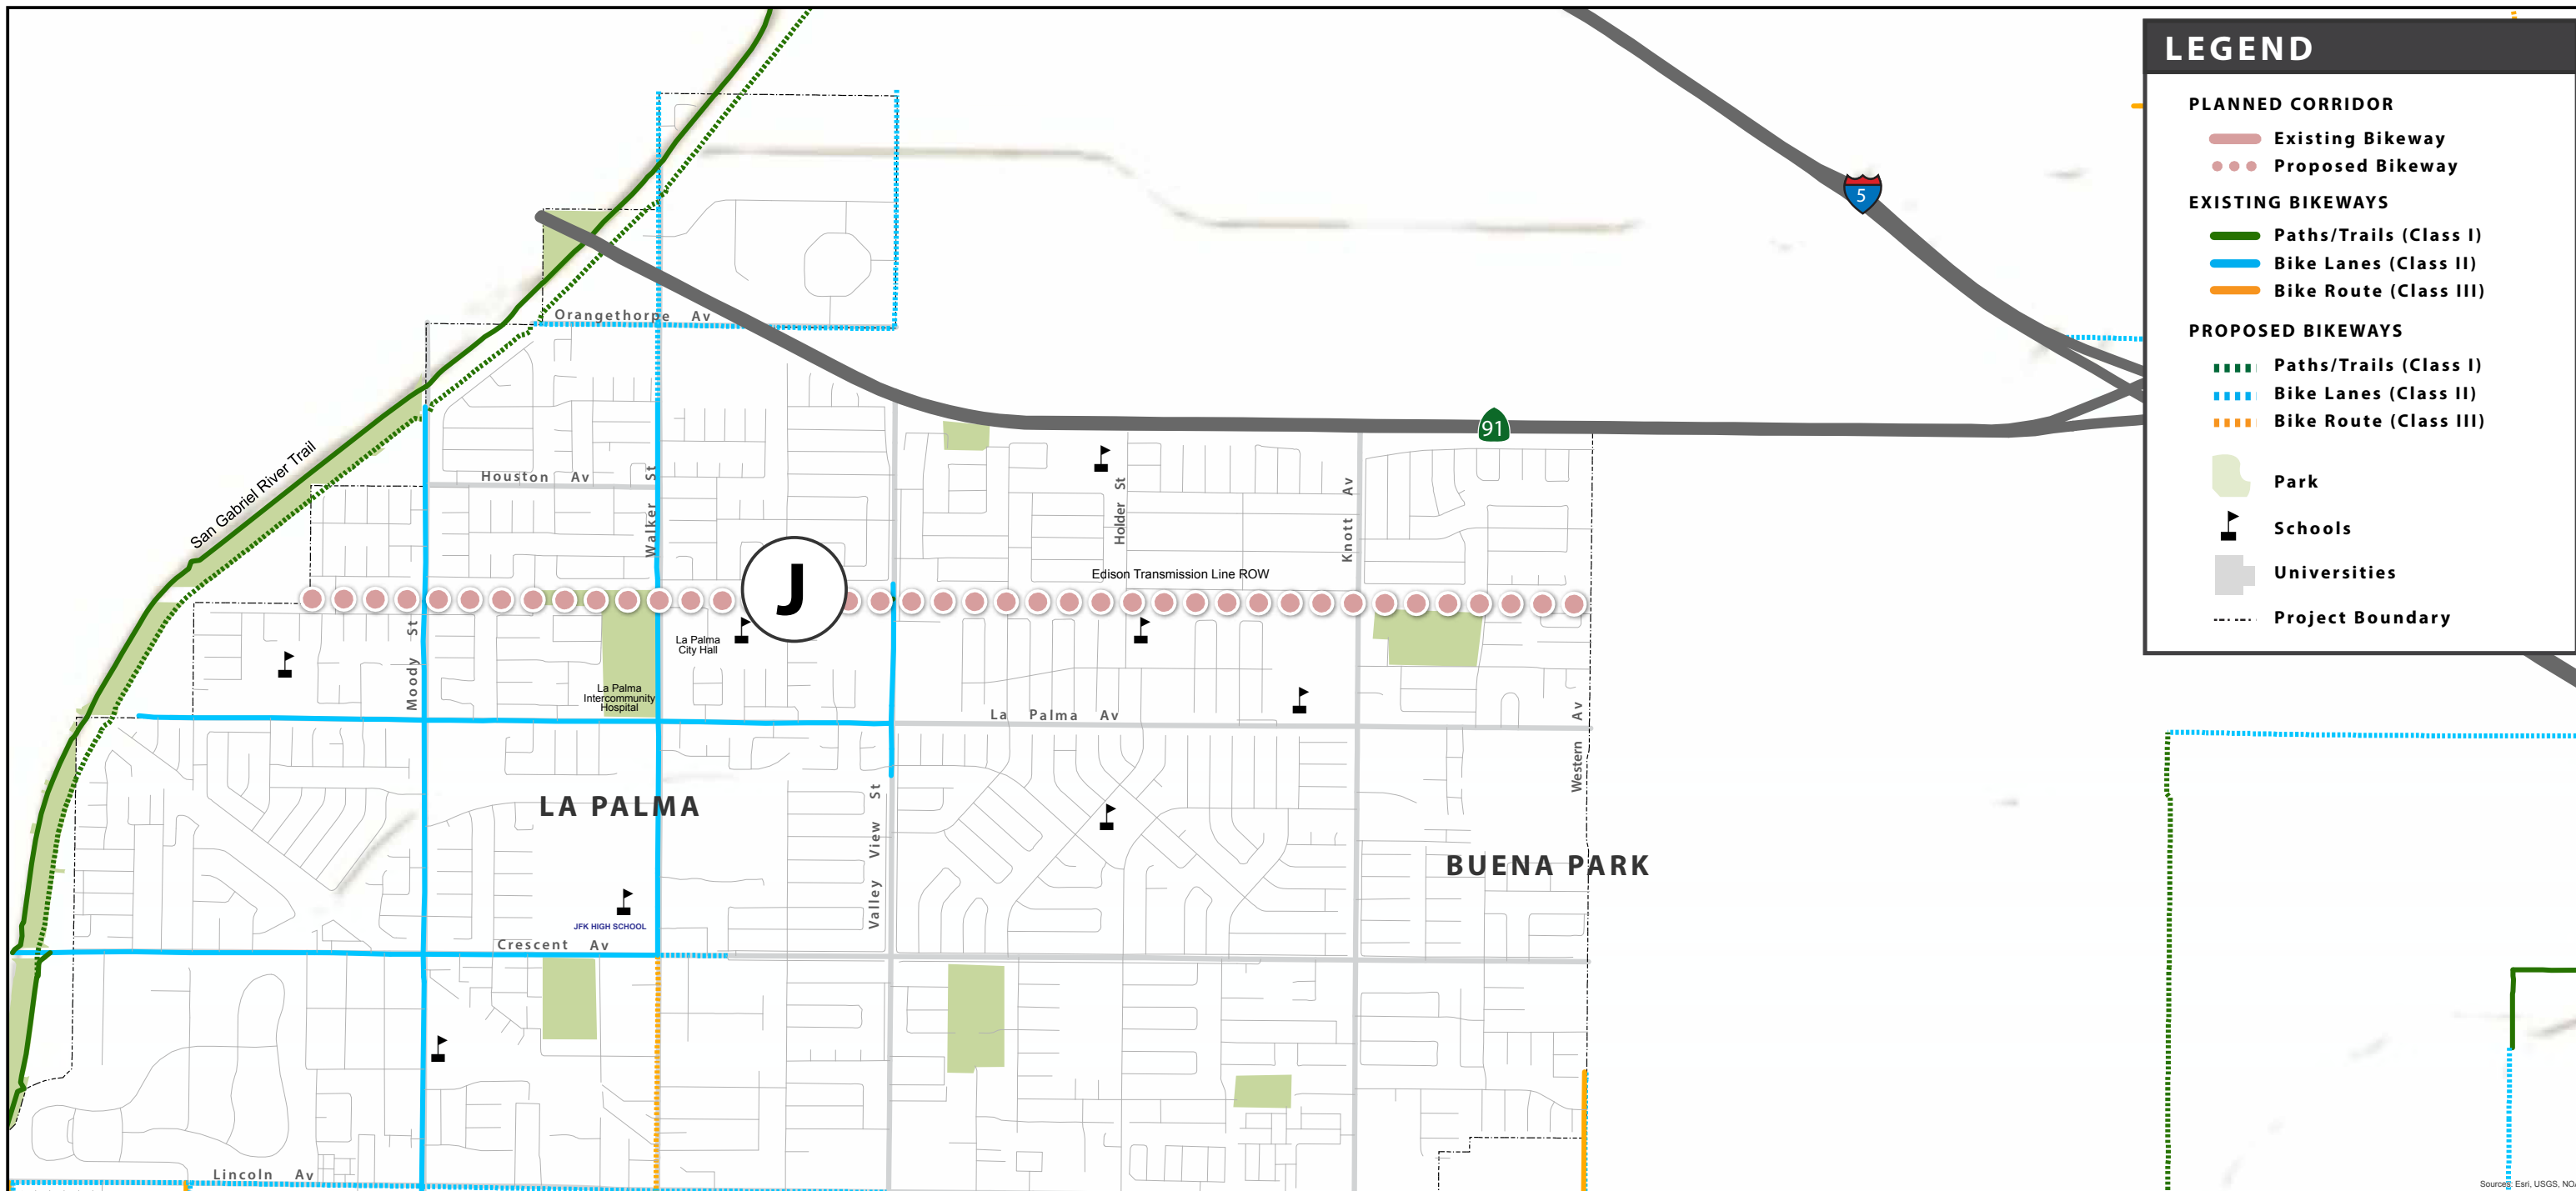 LEGEND
PLANNED CORRIDOR
Existing Bikeway
Proposed Bikeway
EXISTING BIKEWAYS
Paths/Trails (Class I)
Bike Lanes (Class II)
Bike Route (Class III)
PROPOSED BIKEWAYS
Paths/Trails (Class I)
Bike Lanes (Class II)
Bike Route (Class III)
Park
Schools
Universities
Project Boundary
5
91
Orangethorpe Av
San Gabriel River Trail
Houston Av
Walker St
Holder St
Knott Av
J
Edison Transmission Line ROW
Moody St
La Palma
City Hall
La Palma
Intercommunity
Hospital
La Palma Av
Western Av
LA PALMA
Valley View St
BUENA PARK
JFK HIGH SCHOOL
Crescent Av
Lincoln Av
Sources: Esri, USGS,